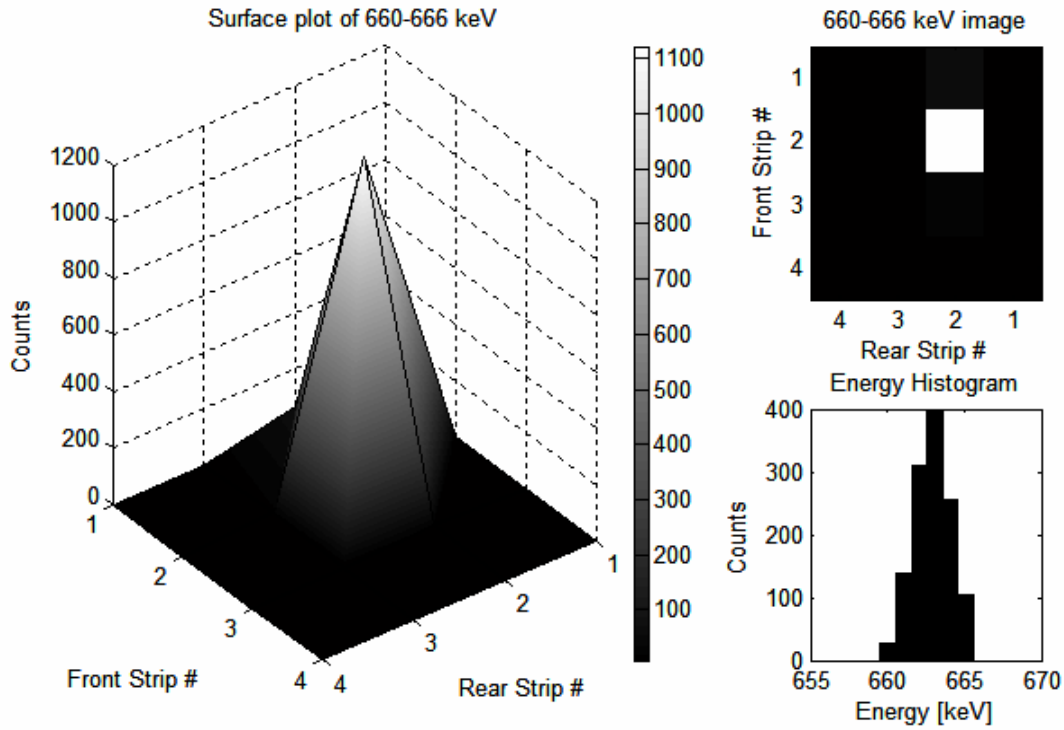 Surface plot of 660-666 keV
1200
1000
800
600
400
200
0
Counts
1
2
3
4
Front Strip #
4
3
2
1
Rear Strip #
1100
1000
900
800
700
600
500
400
300
200
100
660-666 keV image
Front Strip #
1
2
3
4
4 3 2 1
Rear Strip #
Energy Histogram
Counts
400
300
200
100
0
655 660 665 670
Energy [keV]